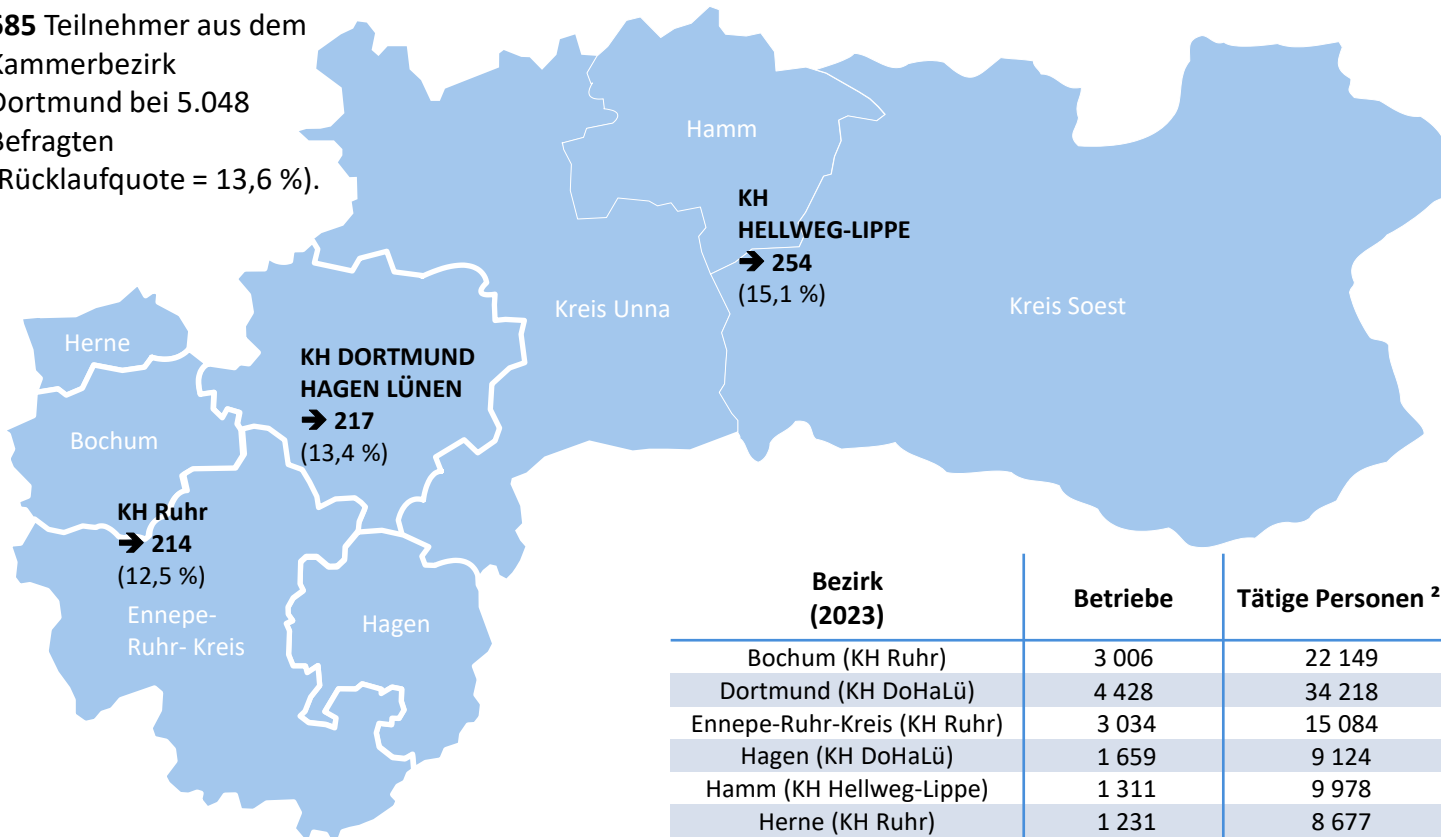 685 Teilnehmer aus dem
Kammerbezirk
Dortmund bei 5.048
Befragten
Rücklaufquote = 13,6 %).
Hamm
KH
HELLWEG-LIPPE
➔ 254
(15,1 %)
Kreis Unna
Kreis Soest
Herne
KH DORTMUND
HAGEN LÜNEN
➔ 217
(13,4 %)
Bochum
KH Ruhr
➔ 214
(12,5 %)
Ennepe-
Ruhr- Kreis
Hagen
Bezirk (2023) Betriebe Tätige Personen ²
Bochum (KH Ruhr) 3 006 22 149
Dortmund (KH DoHaLü) 4 428 34 218
Ennepe-Ruhr-Kreis (KH Ruhr) 3 034 15 084
Hagen (KH DoHaLü) 1 659 9 124
Hamm (KH Hellweg-Lippe) 1 311 9 978
Herne (KH Ruhr) 1 231 8 677